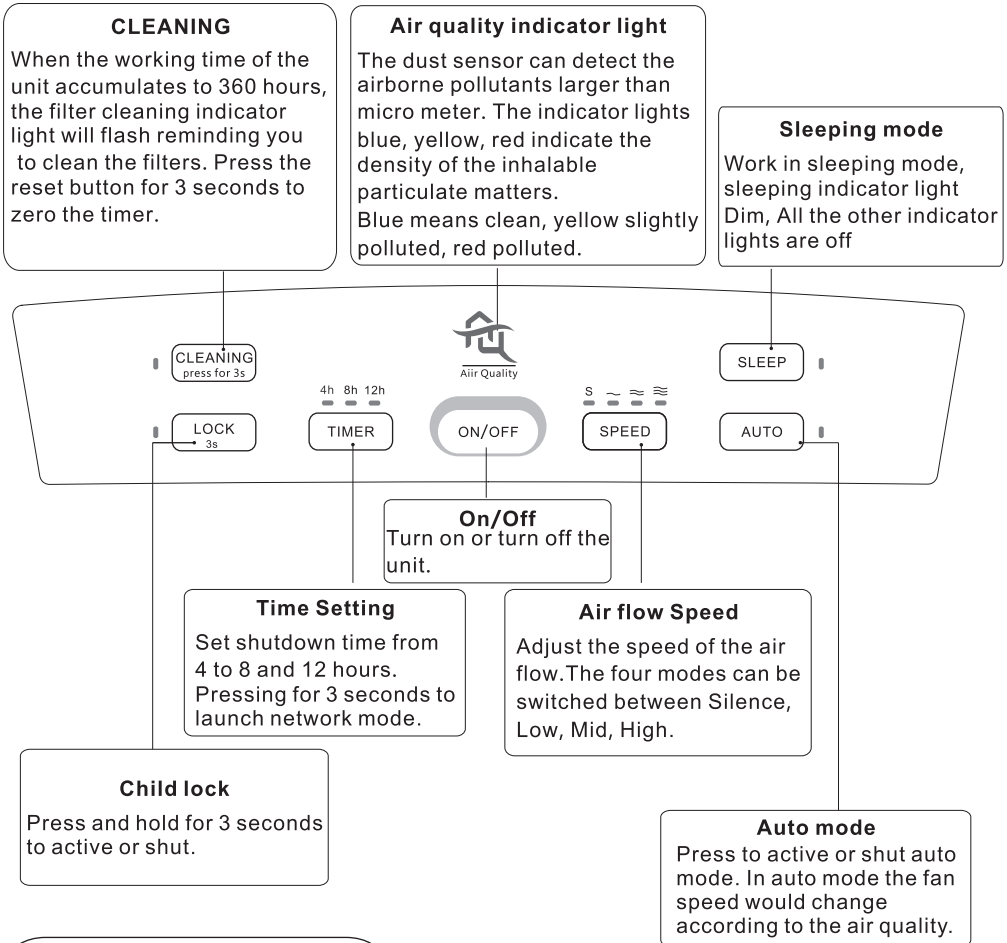 CLEANING
When the working time of the
unit accumulates to 360 hours,
the filter cleaning indicator
light will flash reminding you
to clean the filters. Press the
reset button for 3 seconds to
zero the timer.
Air quality indicator light
The dust sensor can detect the
airborne pollutants larger than
micro meter. The indicator lights
blue, yellow, red indicate the
density of the inhalable
particulate matters.
Blue means clean, yellow slightly
polluted, red polluted.
Sleeping mode
Work in sleeping mode,
sleeping indicator light
Dim, All the other indicator
lights are off
CLEANING
press for 3s
Aiir Quality
SLEEP
LOCK
3s
4h 8h 12h
TIMER
ON/OFF
S
SPEED
AUTO
On/Off
Turn on or turn off the
unit.
Time Setting
Set shutdown time from
4 to 8 and 12 hours.
Pressing for 3 seconds to
launch network mode.
Air flow Speed
Adjust the speed of the air
flow.The four modes can be
switched between Silence,
Low, Mid, High.
Child lock
Press and hold for 3 seconds
to active or shut.
Auto mode
Press to active or shut auto
mode. In auto mode the fan
speed would change
according to the air quality.